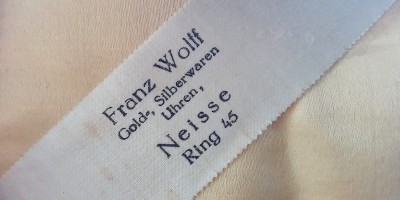 Franz Wolff
Gold-, Silberwaren
Uhren,
Neisse
Ring 45